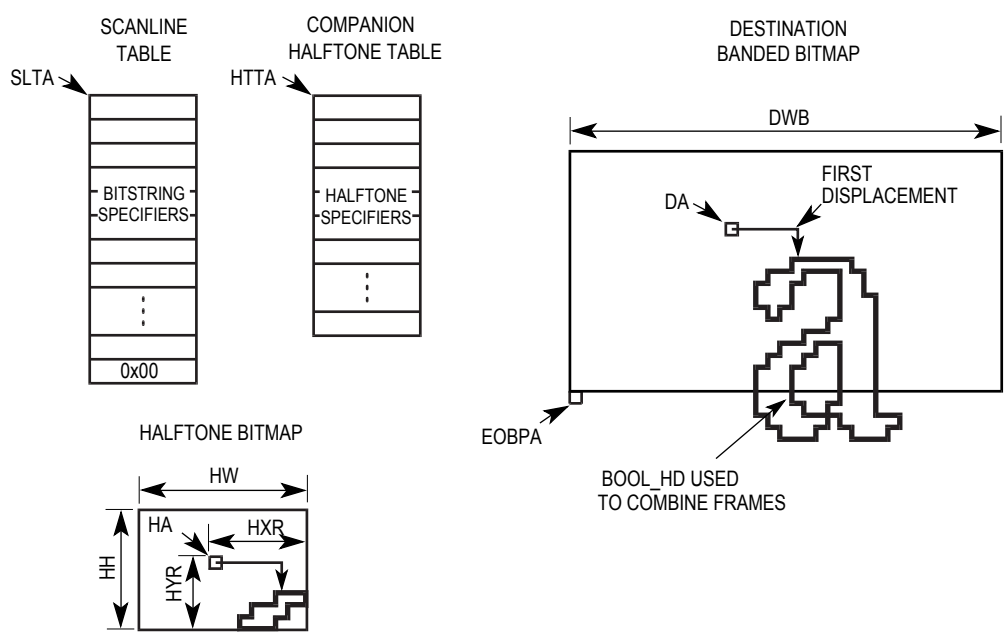 SCANLINE
TABLE
SLTA
BITSTRING
SPECIFIERS
0x00
COMPANION
HALFTONE TABLE
HTTA
HALFTONE
SPECIFIERS
DESTINATION
BANDED BITMAP
DWB
FIRST
DISPLACEMENT
DA
EOBPA
BOOL_HD USED
TO COMBINE FRAMES
HALFTONE BITMAP
HW
HA
HXR
HH
HYR